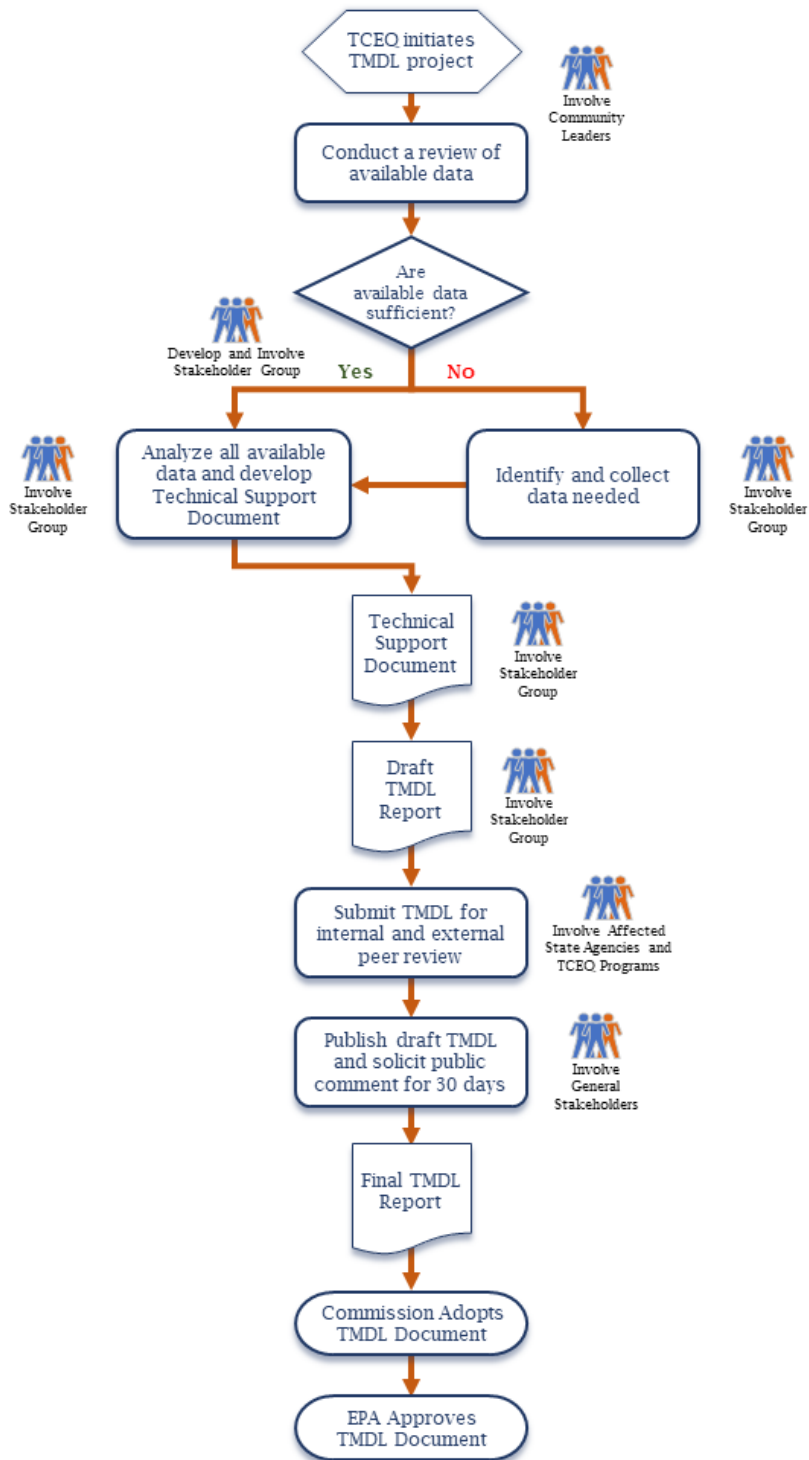 TCEQ initiates
TMDL project
Involve
Community
Leaders
Conduct a review of
available data
Are
available data
sufficient?
Develop and Involve
Stakeholder Group
Yes
No
Involve
Stakeholder
Group
Analyze all available
data and develop
Technical Support
Document
Identify and collect
data needed
Involve
Stakeholder
Group
Technical
Support
Document
Involve
Stakeholder
Group
Draft
TMDL
Report
Involve
Stakeholder
Group
Submit TMDL for
internal and external
peer review
Involve Affected
State Agencies and
TCEQ Programs
Publish draft TMDL
and solicit public
comment for 30 days
Involve
General
Stakeholders
Final TMDL
Report
Commission Adopts
TMDL Document
EPA Approves
TMDL Document